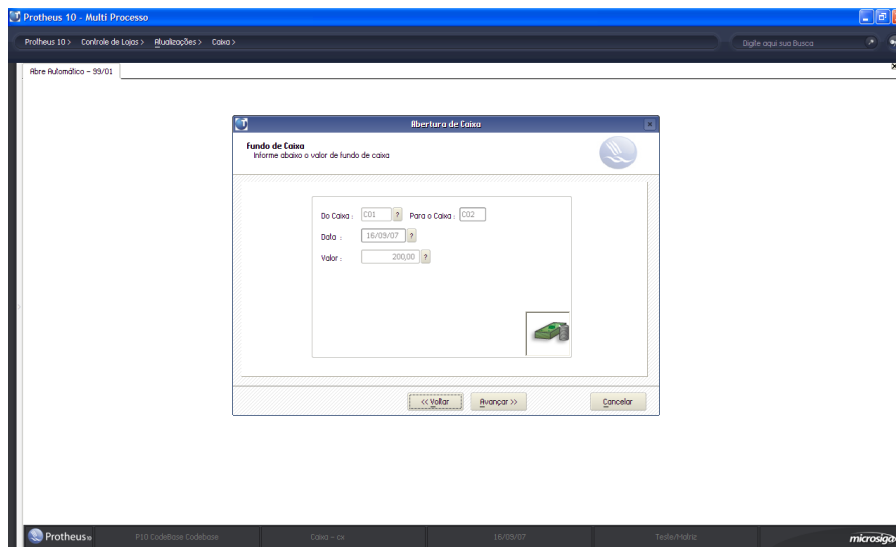 Protheus 10 - Multi Processo
Protheus 10 > Controle de Lojas > Atualizações > Caixa >
Digite aqui sua Busca
Abre Automático - 99/01
Abertura de Caixa
Fundo de Caixa
Informe abaixo o valor de fundo de caixa
Do Caixa : C01 ? Para o Caixa : C02
Data : 16/09/07 ?
Valor : 200,00 ?
<< Voltar Avançar >> Cancelar
Protheus 10 P10 CodeBase Codebase Caixa - cx 16/09/07 Teste/Matriz microsiga